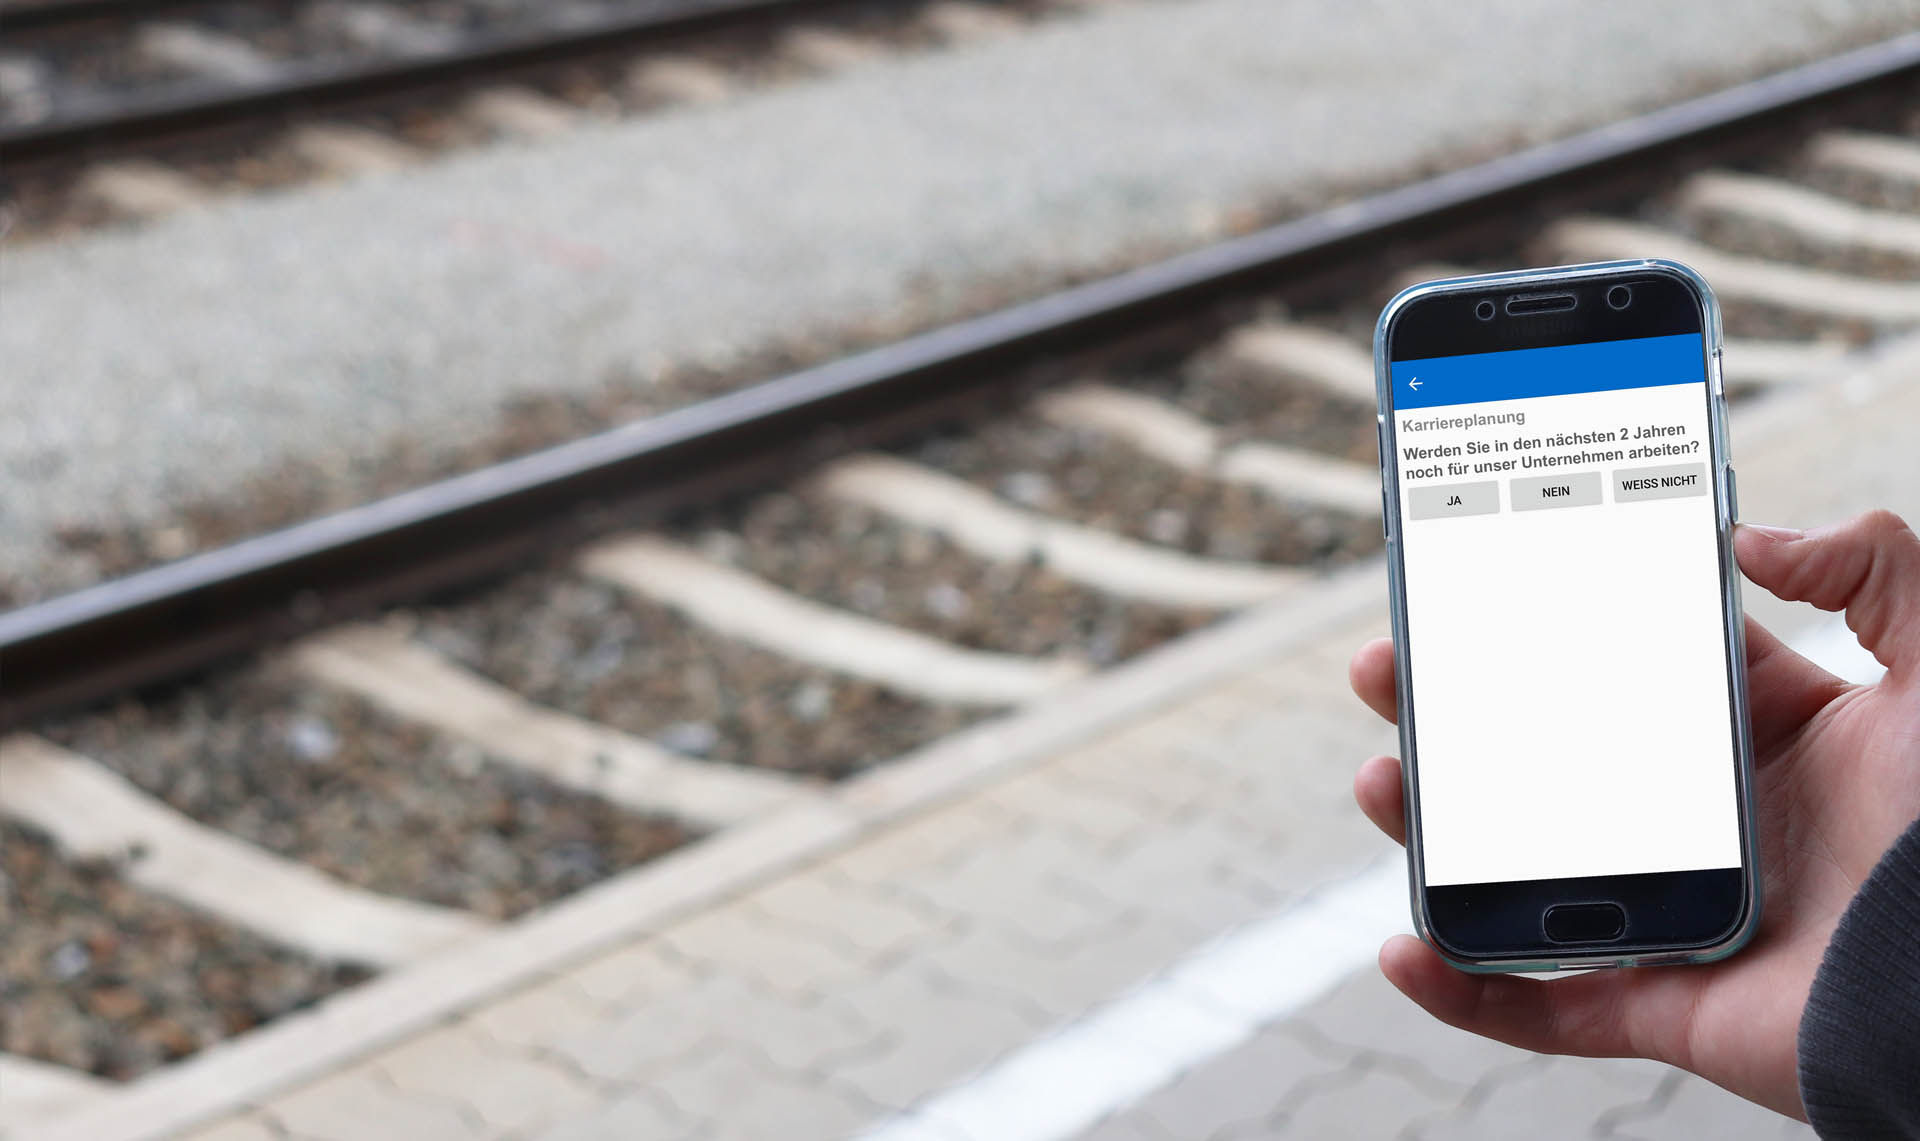 Karriereplanung
Werden Sie in den nächsten 2 Jahren
noch für unser Unternehmen arbeiten?
JA NEIN WEISS NICHT